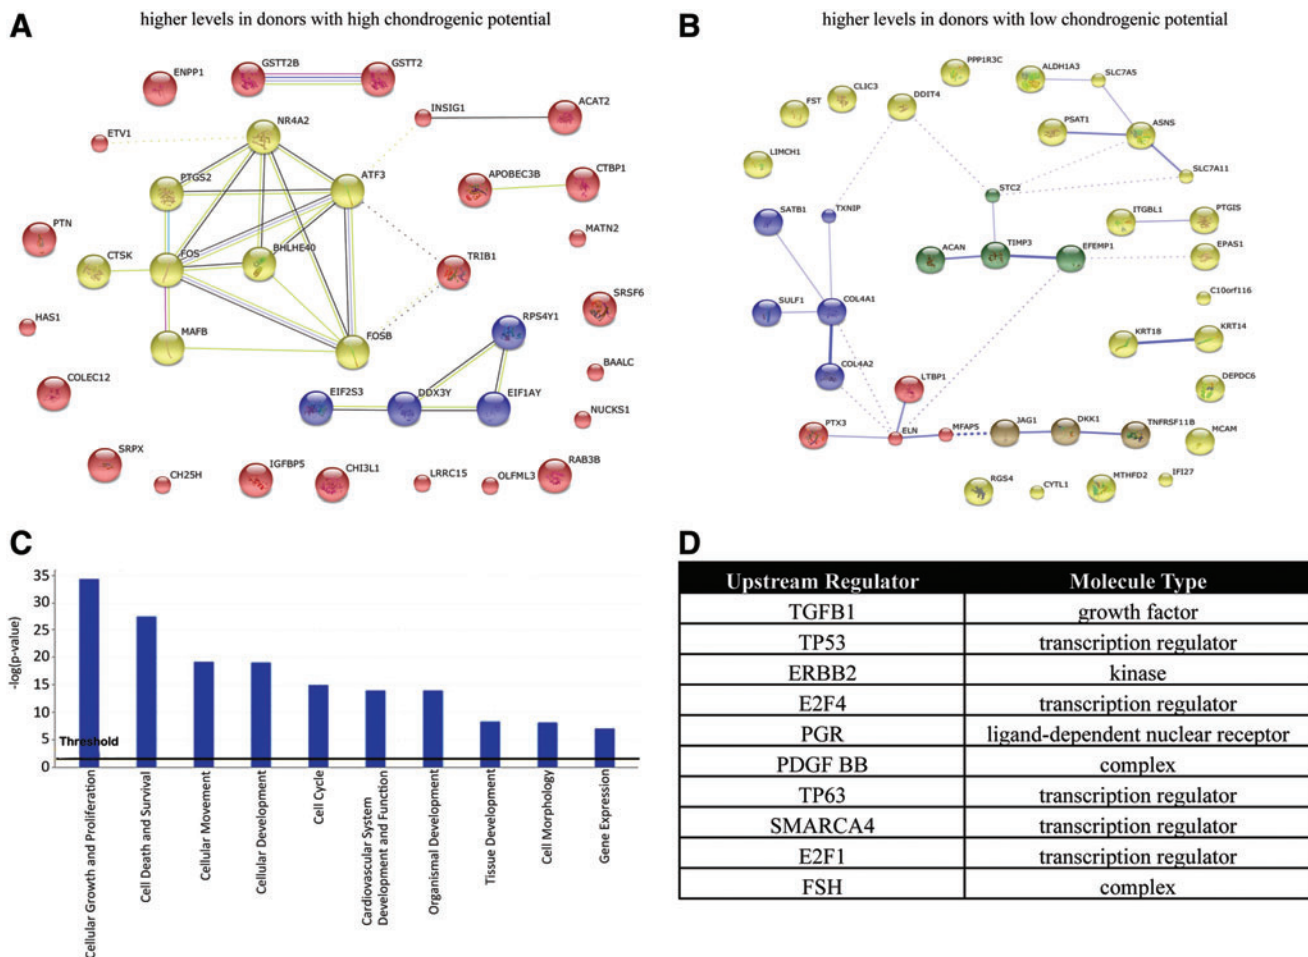 A
higher levels in donors with high chondrogenic potential
ENPP1
GSTT2B
GSTT2
INSIG1
ACAT2
ETV1
NR4A2
PTGS2
ATF3
APOBEC3B
CTBP1
PTN
CTSK
FOS
BHLHE40
MATN2
TRIB1
SRSF6
HAS1
MAFB
FOSB
RPS4Y1
BAALC
COLEC12
EIF2S3
DDX3Y
EIF1AY
NUCKS1
SRPX
CH25H
IGFBP5
CHI3L1
LRRC15
OLFML3
RAB3B
B
higher levels in donors with low chondrogenic potential
PPP1R3C
ALDH1A3
SLC7A5
CLIC3
FST
DDIT4
PSAT1
ASNS
LIMCH1
SLC7A11
STC2
SATB1
TXNIP
ITGBL1
PTGIS
ACAN
TIMP3
EFEMP1
EPAS1
C10orf116
SULF1
COL4A1
KRT18
KRT14
COL4A2
LTBP1
DEPDC6
PTX3
ELN
MFAP5
JAG1
DKK1
TNFRSF11B
MCAM
RGS4
CYTL1
MTHFD2
IFI27
C
-log(p-value)
35
30
25
20
15
10
5
0
Threshold
Cellular Growth and Proliferation
Cell Death and Survival
Cellular Movement
Cellular Development
Cell Cycle
Cardiovascular System
Development and Function
Organismal Development
Tissue Development
Cell Morphology
Gene Expression
D
Upstream Regulator Molecule Type
TGFB1 growth factor
TP53 transcription regulator
ERBB2 kinase
E2F4 transcription regulator
PGR ligand-dependent nuclear receptor
PDGF BB complex
TP63 transcription regulator
SMARCA4 transcription regulator
E2F1 transcription regulator
FSH complex